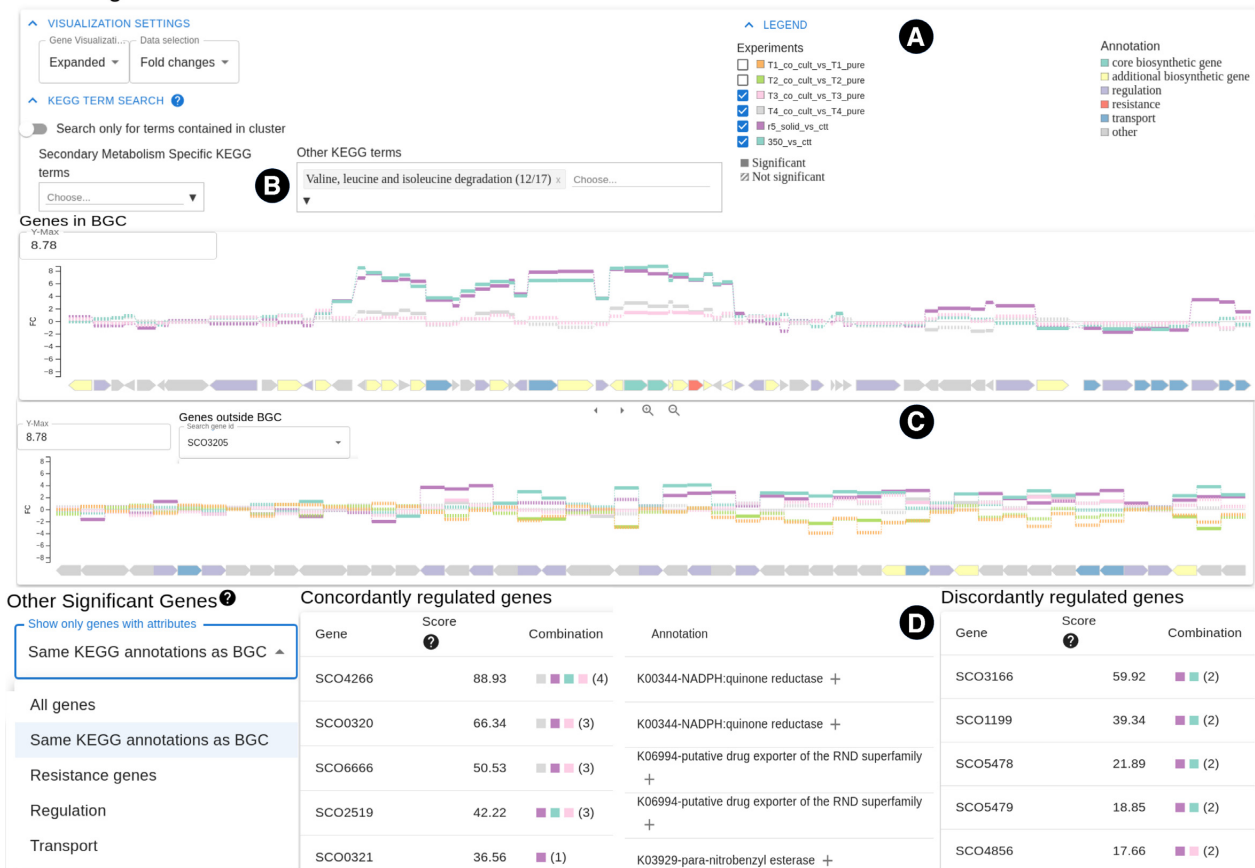 VISUALIZATION SETTINGS
Gene Visualizati...
Data selection
Expanded
Fold changes
KEGG TERM SEARCH ?
Search only for terms contained in cluster
Secondary Metabolism Specific KEGG
terms
Choose...
B
Other KEGG terms
Valine, leucine and isoleucine degradation (12/17) x
Choose...
LEGEND
A
Experiments
T1_co_cult_vs_T1_pure
T2_co_cult_vs_T2_pure
T3_co_cult_vs_T3_pure
T4_co_cult_vs_T4_pure
r5_solid_vs_ctt
350_vs_ctt
Significant
Not significant
Annotation
core biosynthetic gene
additional biosynthetic gene
regulation
resistance
transport
other
Genes in BGC
Y-Max
8.78
FC
8
6
4
2
0
−2
−4
−6
−8
C
Genes outside BGC
Y-Max
8.78
Search gene id
SCO3205
FC
8
6
4
2
0
−2
−4
−6
−8
Other Significant Genes ?
Show only genes with attributes
Same KEGG annotations as BGC
All genes
Same KEGG annotations as BGC
Resistance genes
Regulation
Transport
Concordantly regulated genes
D
Gene Score ? Combination Annotation
SCO4266 88.93 (4) K00344-NADPH:quinone reductase +
SCO0320 66.34 (3) K00344-NADPH:quinone reductase +
SCO6666 50.53 (3) K06994-putative drug exporter of the RND superfamily
+
SCO2519 42.22 (3) K06994-putative drug exporter of the RND superfamily
+
SCO0321 36.56 (1) K03929-para-nitrobenzyl esterase +
Discordantly regulated genes
Gene Score ? Combination
SCO3166 59.92 (2)
SCO1199 39.34 (2)
SCO5478 21.89 (2)
SCO5479 18.85 (2)
SCO4856 17.66 (2)